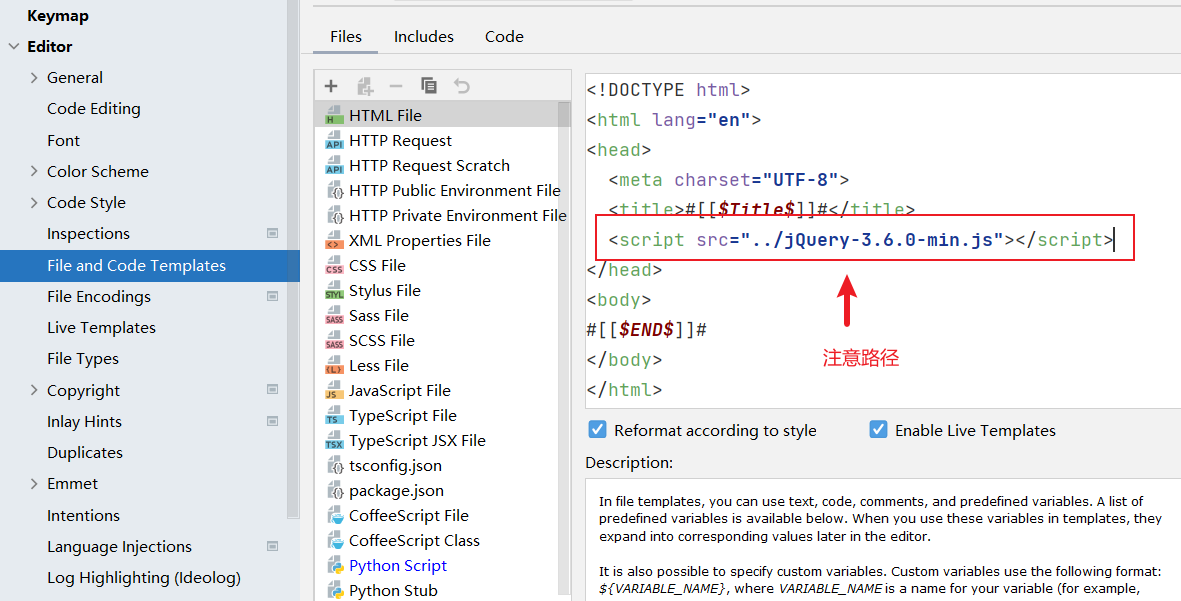 Keymap
Editor
General
Code Editing
Font
Color Scheme
Code Style
Inspections
File and Code Templates
File Encodings
Live Templates
File Types
Copyright
Inlay Hints
Duplicates
Emmet
Intentions
Language Injections
Log Highlighting (Ideolog)
Files Includes Code
HTML File
HTTP Request
HTTP Request Scratch
HTTP Public Environment File
HTTP Private Environment File
XML Properties File
CSS File
Stylus File
Sass File
SCSS File
Less File
JavaScript File
TypeScript File
TypeScript JSX File
tsconfig.json
package.json
CoffeeScript File
CoffeeScript Class
Python Script
Python Stub
<!DOCTYPE html>
<html lang="en">
<head>
<meta charset="UTF-8">
<title>#[[$Title$]]#</title>
<script src="../jQuery-3.6.0-min.js"></script>
</head>
<body>
#[[$END$]]#
</body>
</html>
注意路径
Reformat according to style Enable Live Templates
Description:
In file templates, you can use text, code, comments, and predefined variables. A list of
predefined variables is available below. When you use these variables in templates, they
expand into corresponding values later in the editor.
It is also possible to specify custom variables. Custom variables use the following format:
${VARIABLE_NAME}, where VARIABLE_NAME is a name for your variable (for example,